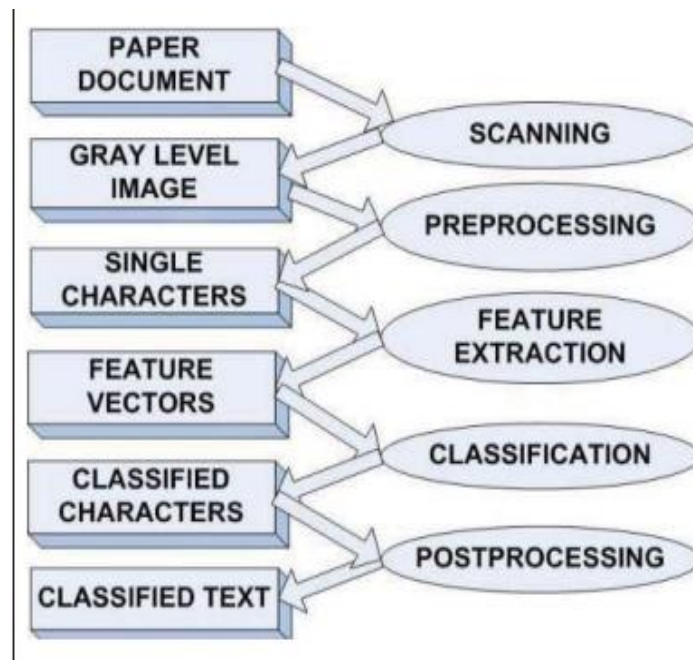 PAPER
DOCUMENT
SCANNING
GRAY LEVEL
IMAGE
PREPROCESSING
SINGLE
CHARACTERS
FEATURE
EXTRACTION
FEATURE
VECTORS
CLASSIFICATION
CLASSIFIED
CHARACTERS
POSTPROCESSING
CLASSIFIED TEXT